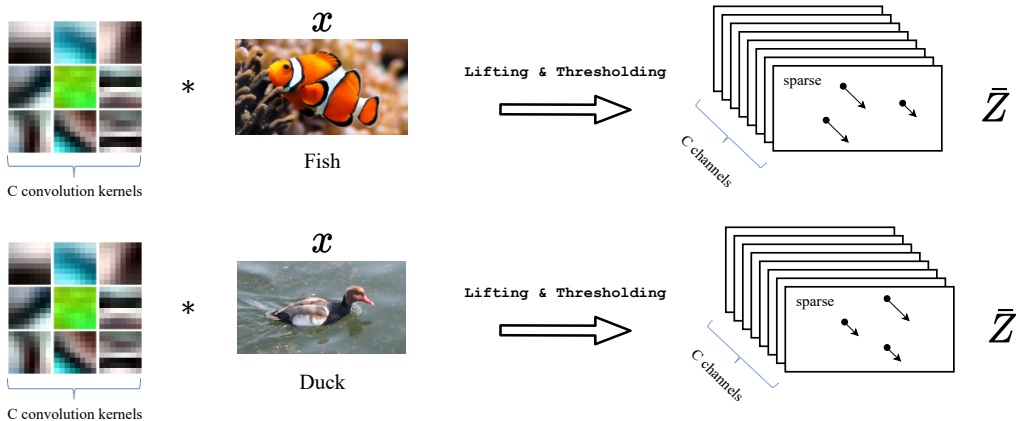 x
Lifting & Thresholding
sparse
*
Z̄
C channels
Fish
C convolution kernels
x
Lifting & Thresholding
sparse
*
Z̄
C channels
Duck
C convolution kernels